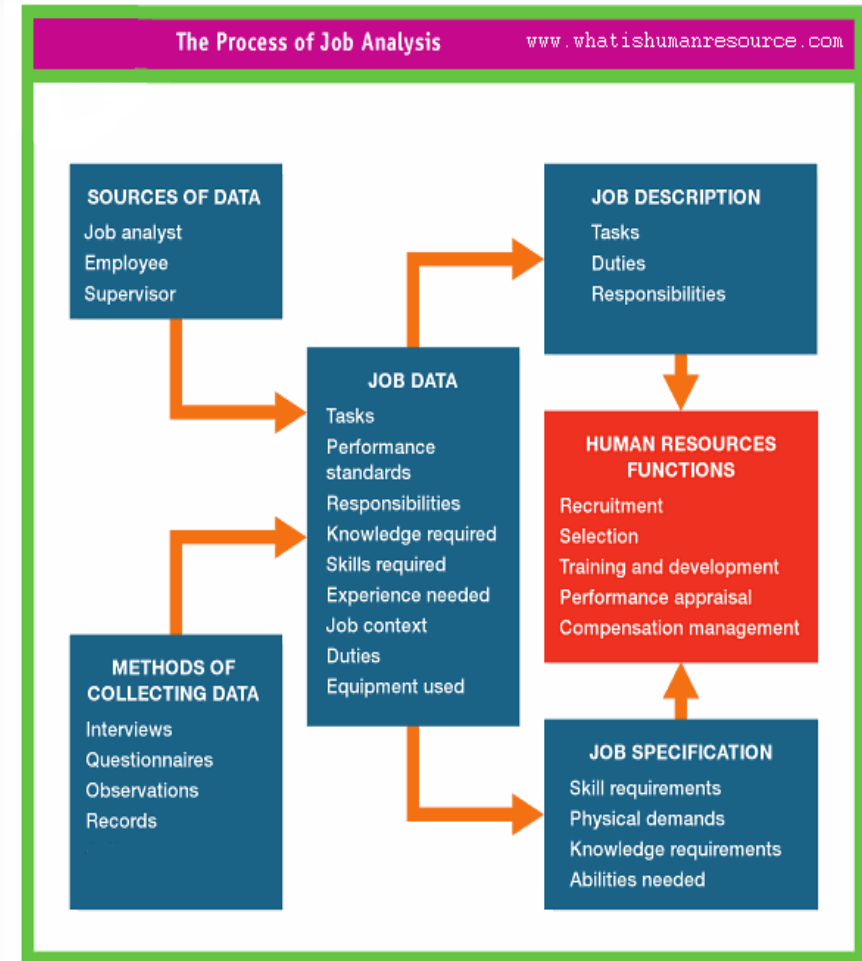 The Process of Job Analysis
www.whatishumanresource.com
SOURCES OF DATA
Job analyst
Employee
Supervisor
METHODS OF
COLLECTING DATA
Interviews
Questionnaires
Observations
Records
JOB DATA
Tasks
Performance
standards
Responsibilities
Knowledge required
Skills required
Experience needed
Job context
Duties
Equipment used
JOB DESCRIPTION
Tasks
Duties
Responsibilities
HUMAN RESOURCES
FUNCTIONS
Recruitment
Selection
Training and development
Performance appraisal
Compensation management
JOB SPECIFICATION
Skill requirements
Physical demands
Knowledge requirements
Abilities needed